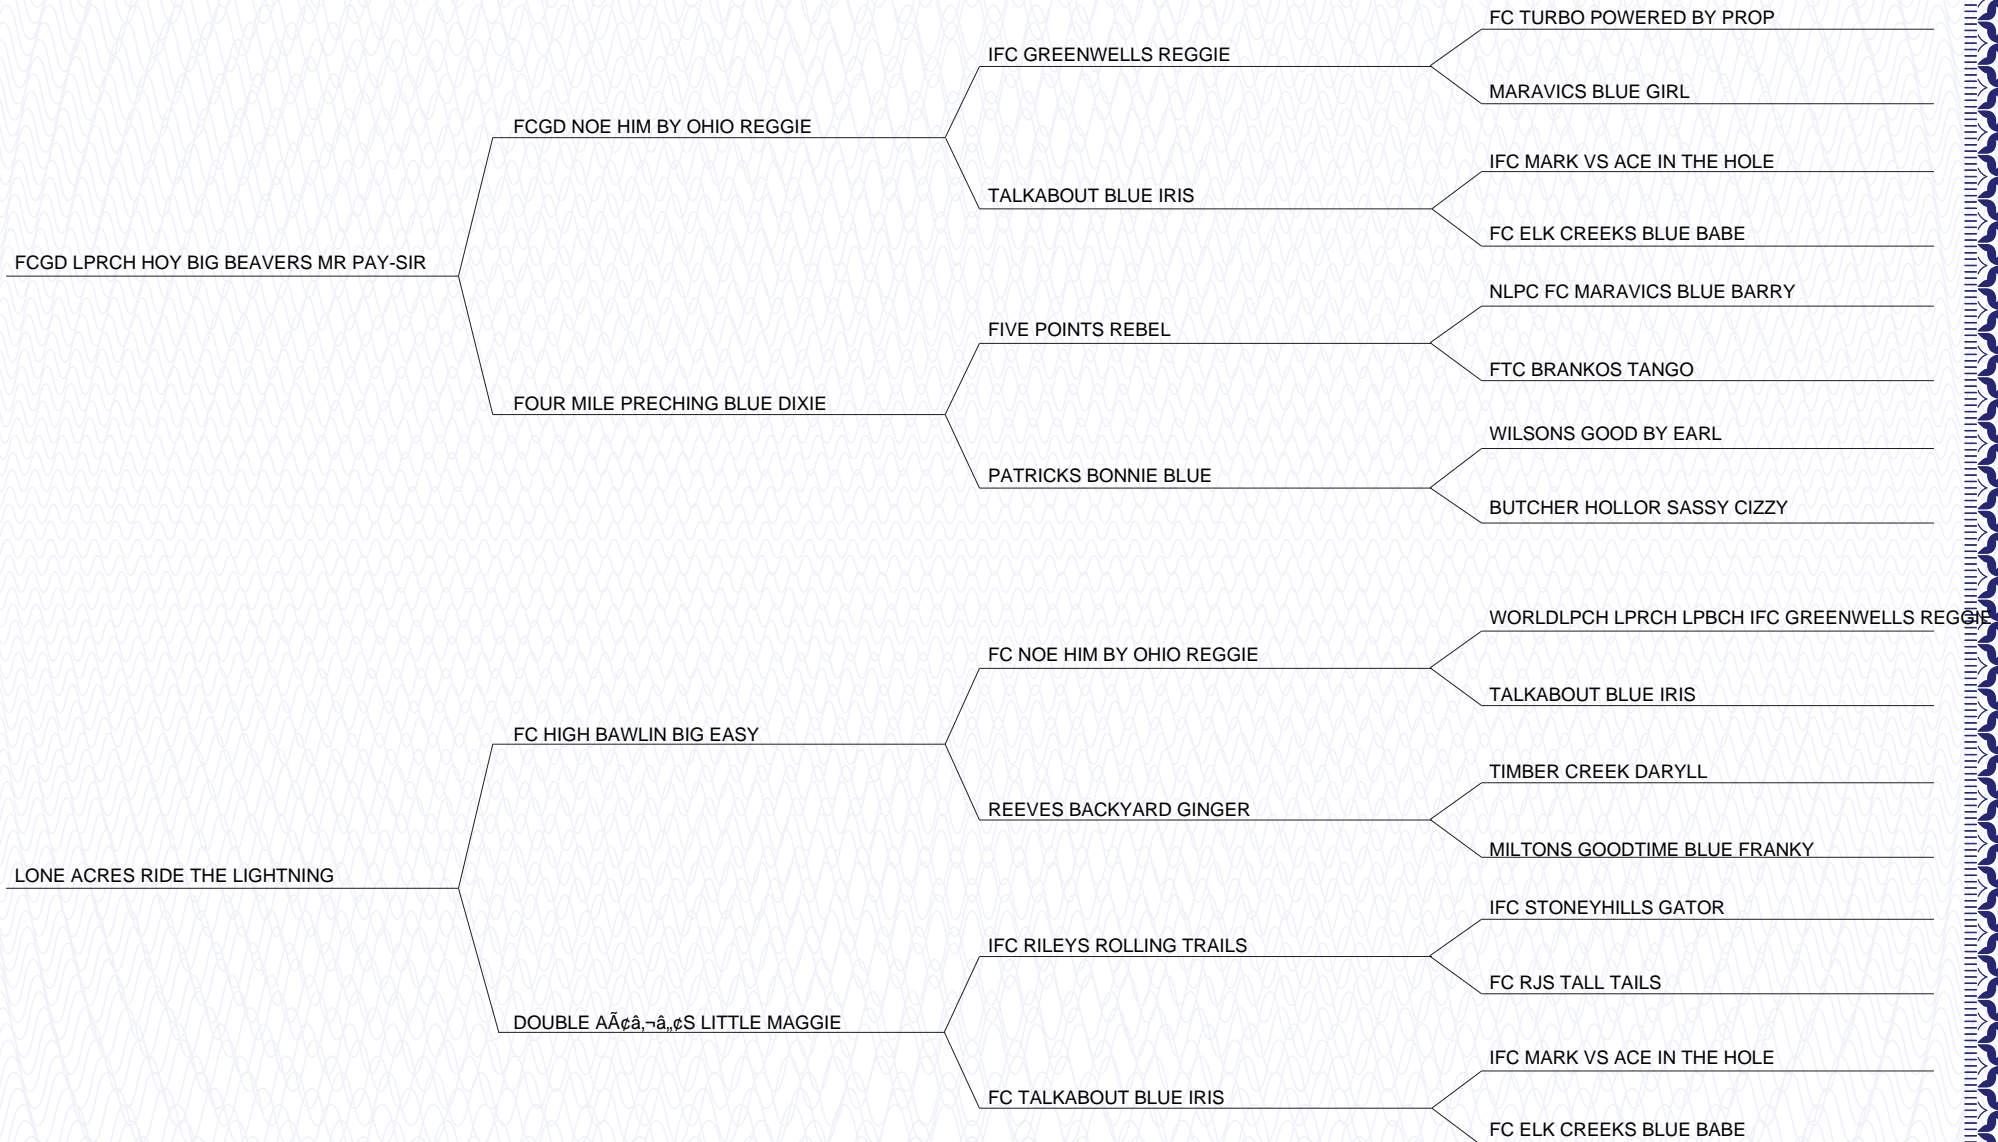 FC TURBO POWERED BY PROP
IFC GREENWELLS REGGIE
MARAVICS BLUE GIRL
FCGD NOE HIM BY OHIO REGGIE
IFC MARK VS ACE IN THE HOLE
TALKABOUT BLUE IRIS
FC ELK CREEKS BLUE BABE
FCGD LPRCH HOY BIG BEAVERS MR PAY-SIR
NLPC FC MARAVICS BLUE BARRY
FIVE POINTS REBEL
FTC BRANKOS TANGO
FOUR MILE PRECHING BLUE DIXIE
WILSONS GOOD BY EARL
PATRICKS BONNIE BLUE
BUTCHER HOLLOR SASSY CIZZY
WORLDLPCH LPRCH LPBCH IFC GREENWELLS REGGIE
FC NOE HIM BY OHIO REGGIE
TALKABOUT BLUE IRIS
FC HIGH BAWLIN BIG EASY
TIMBER CREEK DARYLL
REEVES BACKYARD GINGER
MILTONS GOODTIME BLUE FRANKY
LONE ACRES RIDE THE LIGHTNING
IFC STONEYHILLS GATOR
IFC RILEYS ROLLING TRAILS
FC RJS TALL TAILS
DOUBLE AÃ¢â‚¬â„¢S LITTLE MAGGIE
IFC MARK VS ACE IN THE HOLE
FC TALKABOUT BLUE IRIS
FC ELK CREEKS BLUE BABE